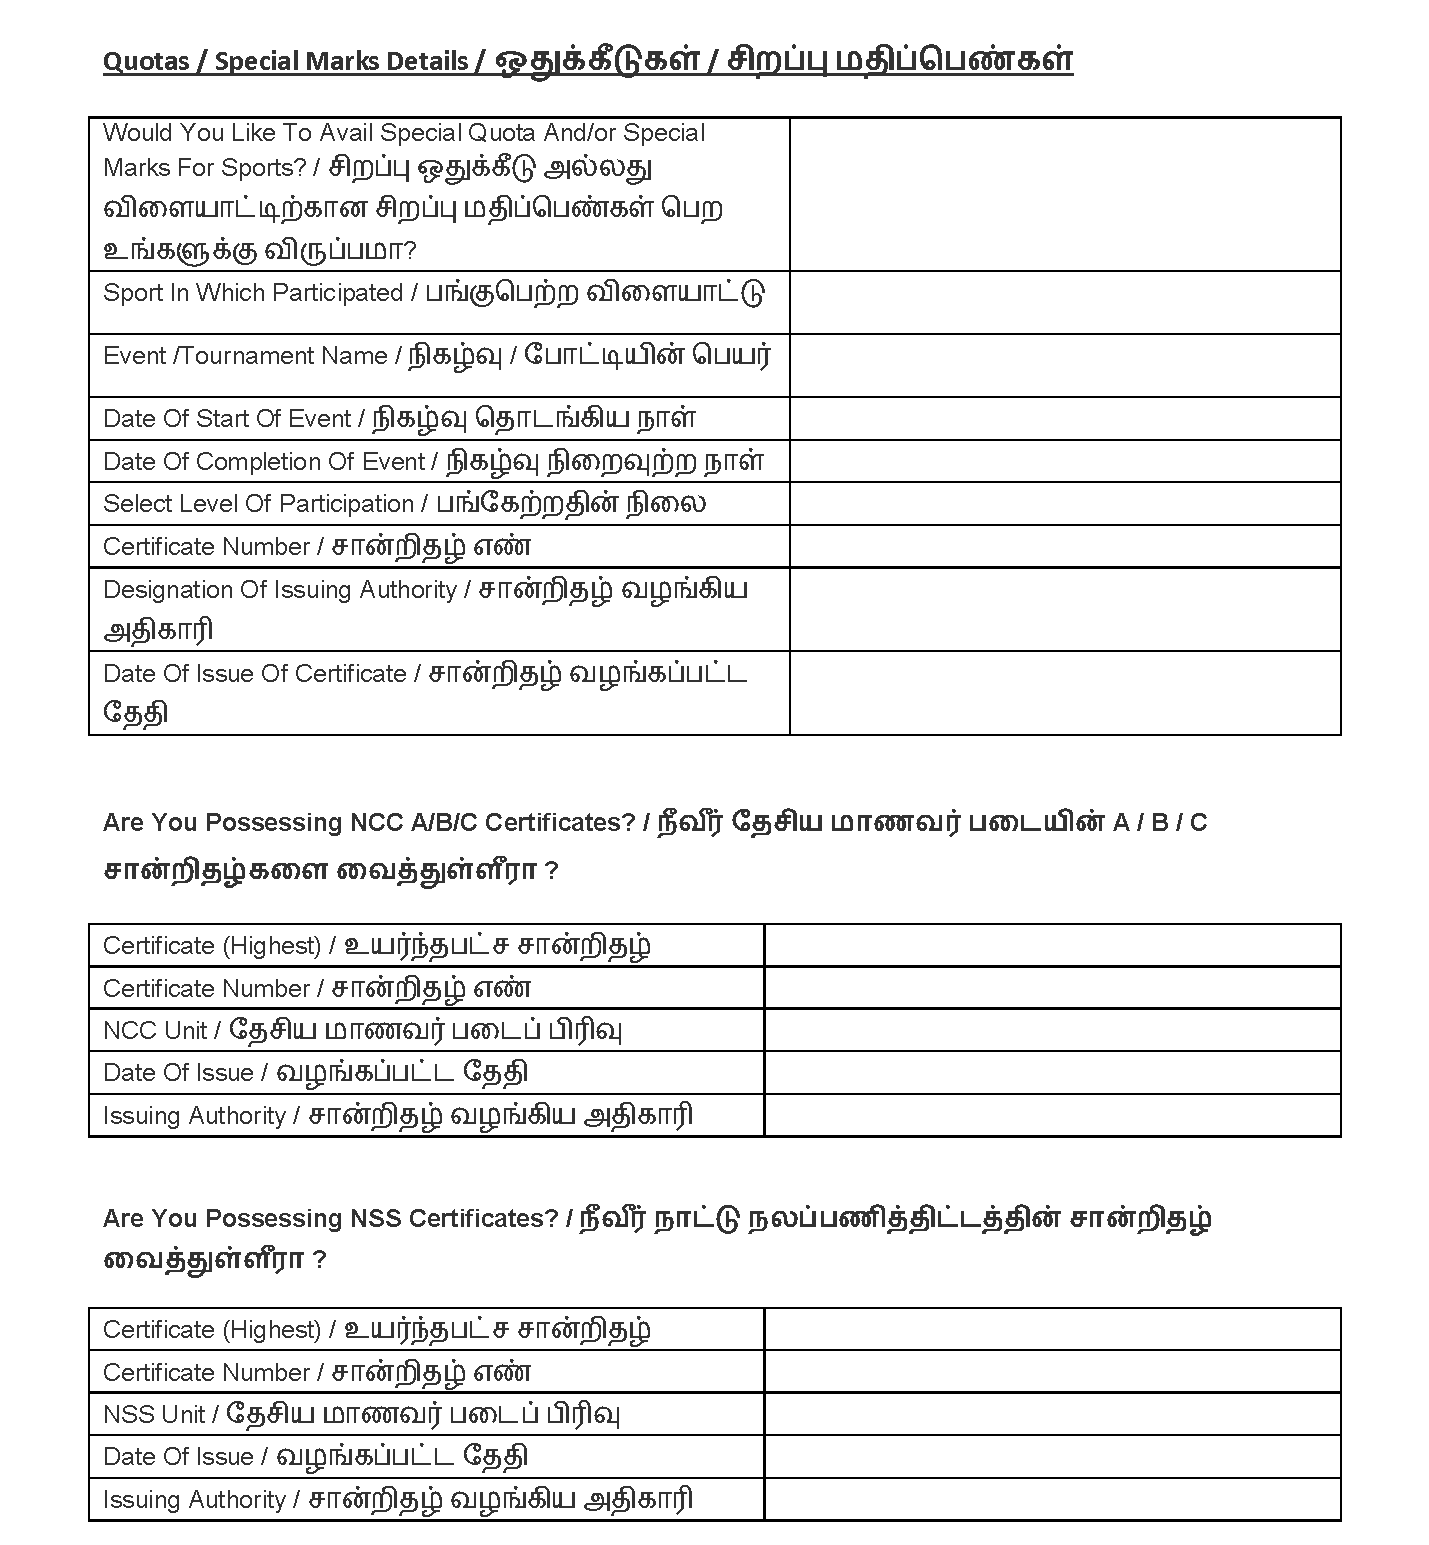 Quotas / Special Marks Details / ஒதுக்கீடுகள் / சிறப்பு மதிப்பெண்கள்
Would You Like To Avail Special Quota And/or Special
Marks For Sports? / சிறப்பு ஒதுக்கீடு அல்லது
விளையாட்டிற்கான சிறப்பு மதிப்பெண்கள் பெற
உங்களுக்கு விருப்பமா?
Sport In Which Participated / பங்குபெற்ற விளையாட்டு
Event /Tournament Name / நிகழ்வு / போட்டியின் பெயர்
Date Of Start Of Event / நிகழ்வு தொடங்கிய நாள்
Date Of Completion Of Event / நிகழ்வு நிறைவுற்ற நாள்
Select Level Of Participation / பங்கேற்றதின் நிலை
Certificate Number / சான்றிதழ் எண்
Designation Of Issuing Authority / சான்றிதழ் வழங்கிய
அதிகாரி
Date Of Issue Of Certificate / சான்றிதழ் வழங்கப்பட்ட
தேதி
Are You Possessing NCC A/B/C Certificates? / நீவீர் தேசிய மாணவர் படையின் A / B / C
சான்றிதழ்களை வைத்துள்ளீரா ?
Certificate (Highest) / உயர்ந்தபட்ச சான்றிதழ்
Certificate Number / சான்றிதழ் எண்
NCC Unit / தேசிய மாணவர் படைப் பிரிவு
Date Of Issue / வழங்கப்பட்ட தேதி
Issuing Authority / சான்றிதழ் வழங்கிய அதிகாரி
Are You Possessing NSS Certificates? / நீவீர் நாட்டு நலப்பணித்திட்டத்தின் சான்றிதழ்
வைத்துள்ளீரா ?
Certificate (Highest) / உயர்ந்தபட்ச சான்றிதழ்
Certificate Number / சான்றிதழ் எண்
NSS Unit / தேசிய மாணவர் படைப் பிரிவு
Date Of Issue / வழங்கப்பட்ட தேதி
Issuing Authority / சான்றிதழ் வழங்கிய அதிகாரி